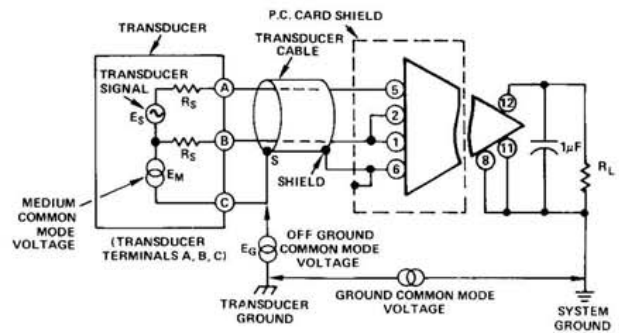 P.C. CARD SHIELD
TRANSDUCER
TRANSDUCER
CABLE
TRANSDUCER
SIGNAL
RS
A
5
12
2
ES
RS
B
1
1μF
RL
11
8
6
S
EM
SHIELD
C
MEDIUM
COMMON
MODE
VOLTAGE
(TRANSDUCER
TERMINALS A, B, C)
EG
OFF GROUND
COMMON MODE
VOLTAGE
TRANSDUCER
GROUND
GROUND COMMON MODE
VOLTAGE
SYSTEM
GROUND